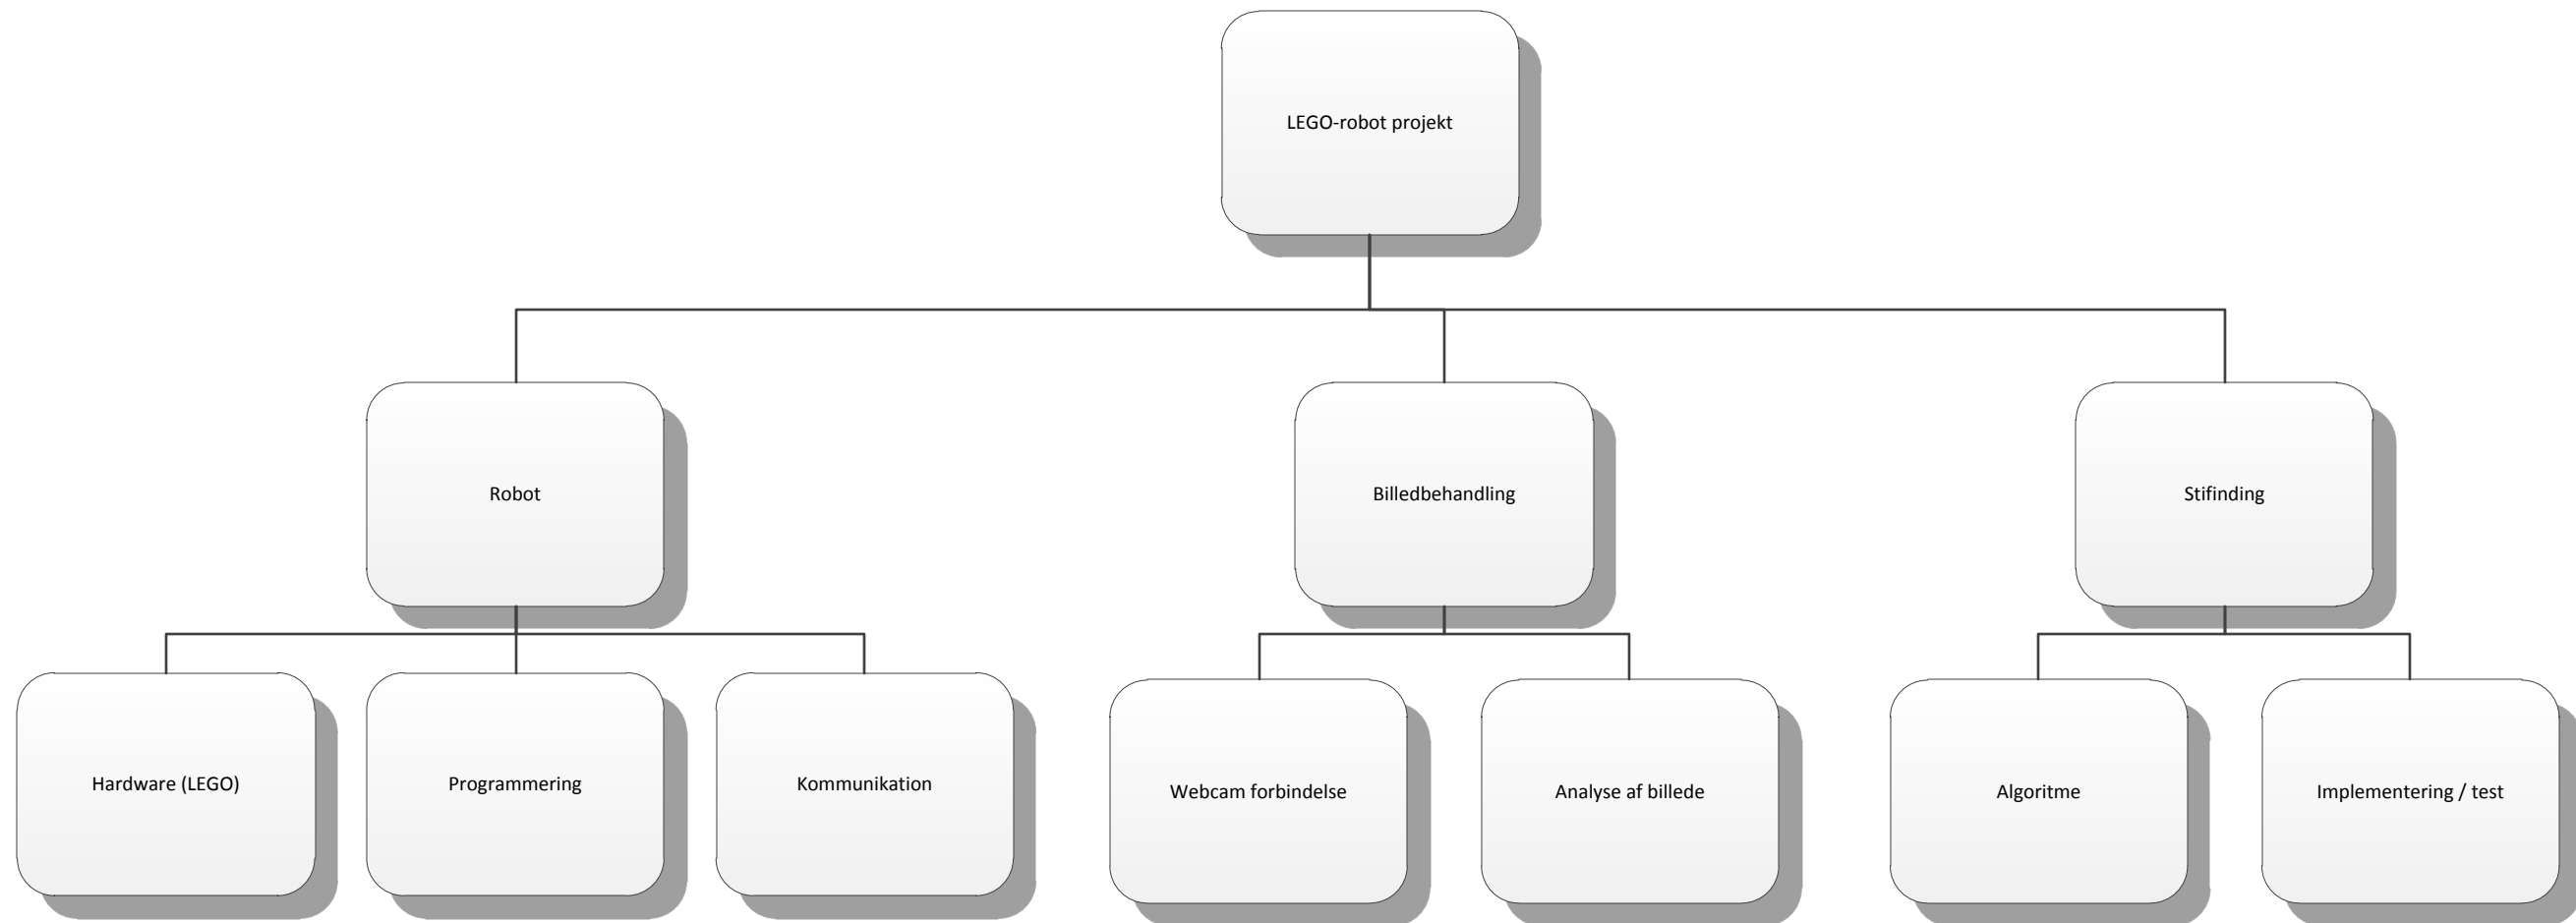 LEGO-robot projekt
Robot
Billedbehandling
Stifinding
Hardware (LEGO)
Programmering
Kommunikation
Webcam forbindelse
Analyse af billede
Algoritme
Implementering / test